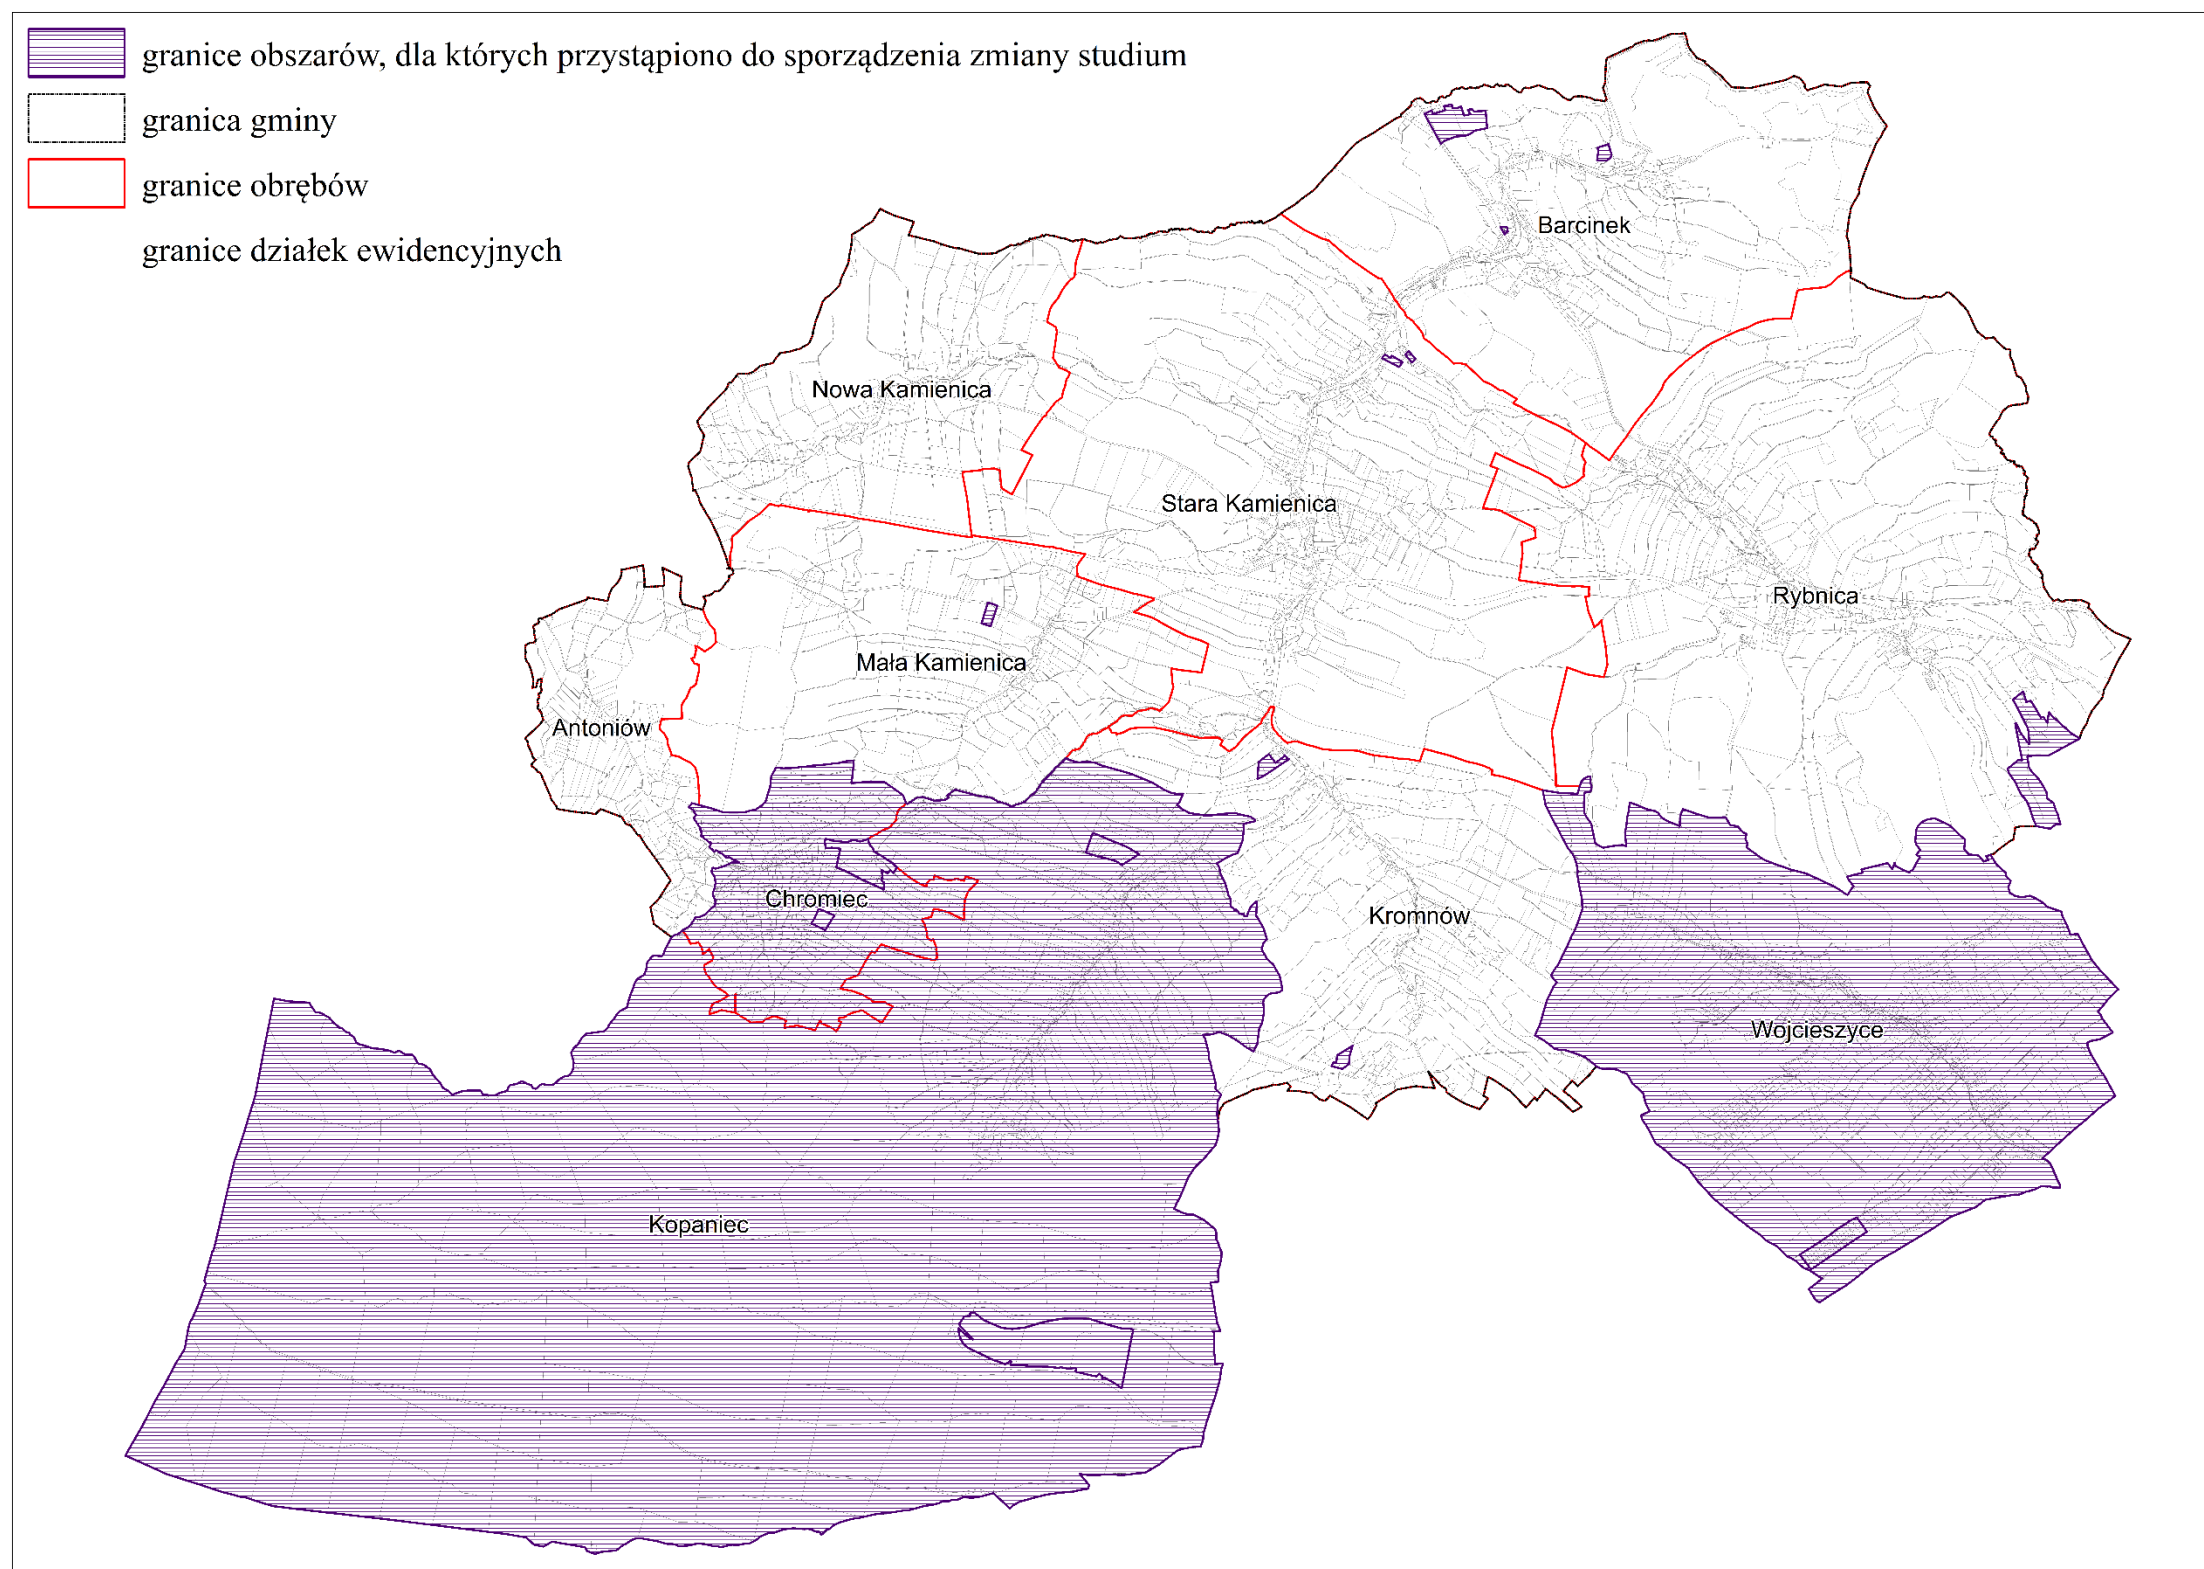 granice obszarów, dla których przystąpiono do sporządzenia zmiany studium
granica gminy
granice obrębów
granice działek ewidencyjnych
Barcinek
Nowa Kamienica
Stara Kamienica
Rybnica
Mała Kamienica
Antoniów
Chromiec
Kromnów
Wojcieszyce
Kopaniec